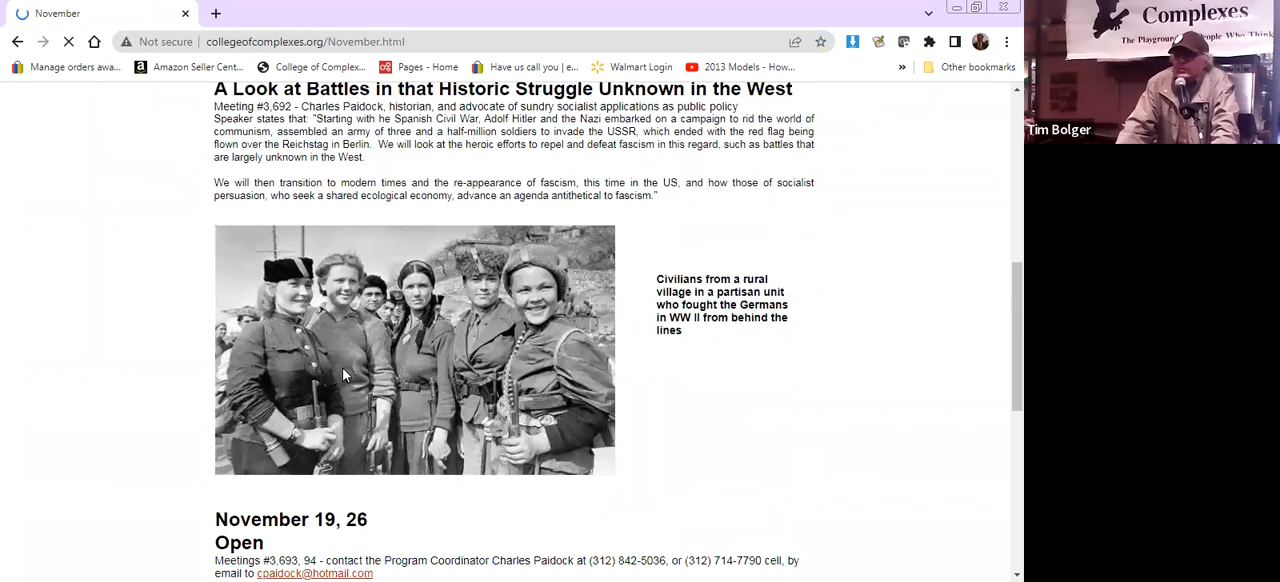 November
Not secure
collegeofcomplexes.org/November.html
Manage orders awa...
Amazon Seller Cent...
College of Complex...
Pages - Home
Have us call you | e...
Walmart Login
2013 Models - How...
»
Other bookmarks
A Look at Battles in that Historic Struggle Unknown in the West
Meeting #3,692 - Charles Paidock, historian, and advocate of sundry socialist applications as public policy
Speaker states that: "Starting with he Spanish Civil War, Adolf Hitler and the Nazi embarked on a campaign to rid the world of
communism, assembled an army of three and a half-million soldiers to invade the USSR, which ended with the red flag being
flown over the Reichstag in Berlin. We will look at the heroic efforts to repel and defeat fascism in this regard, such as battles that
are largely unknown in the West.
We will then transition to modern times and the re-appearance of fascism, this time in the US, and how those of socialist
persuasion, who seek a shared ecological economy, advance an agenda antithetical to fascism."
Civilians from a rural
village in a partisan unit
who fought the Germans
in WW II from behind the
lines
November 19, 26
Open
Meetings #3,693, 94 - contact the Program Coordinator Charles Paidock at (312) 842-5036, or (312) 714-7790 cell, by
email to cpaidock@hotmail.com
Complexes
The Playground People Who Think
Tim Bolger